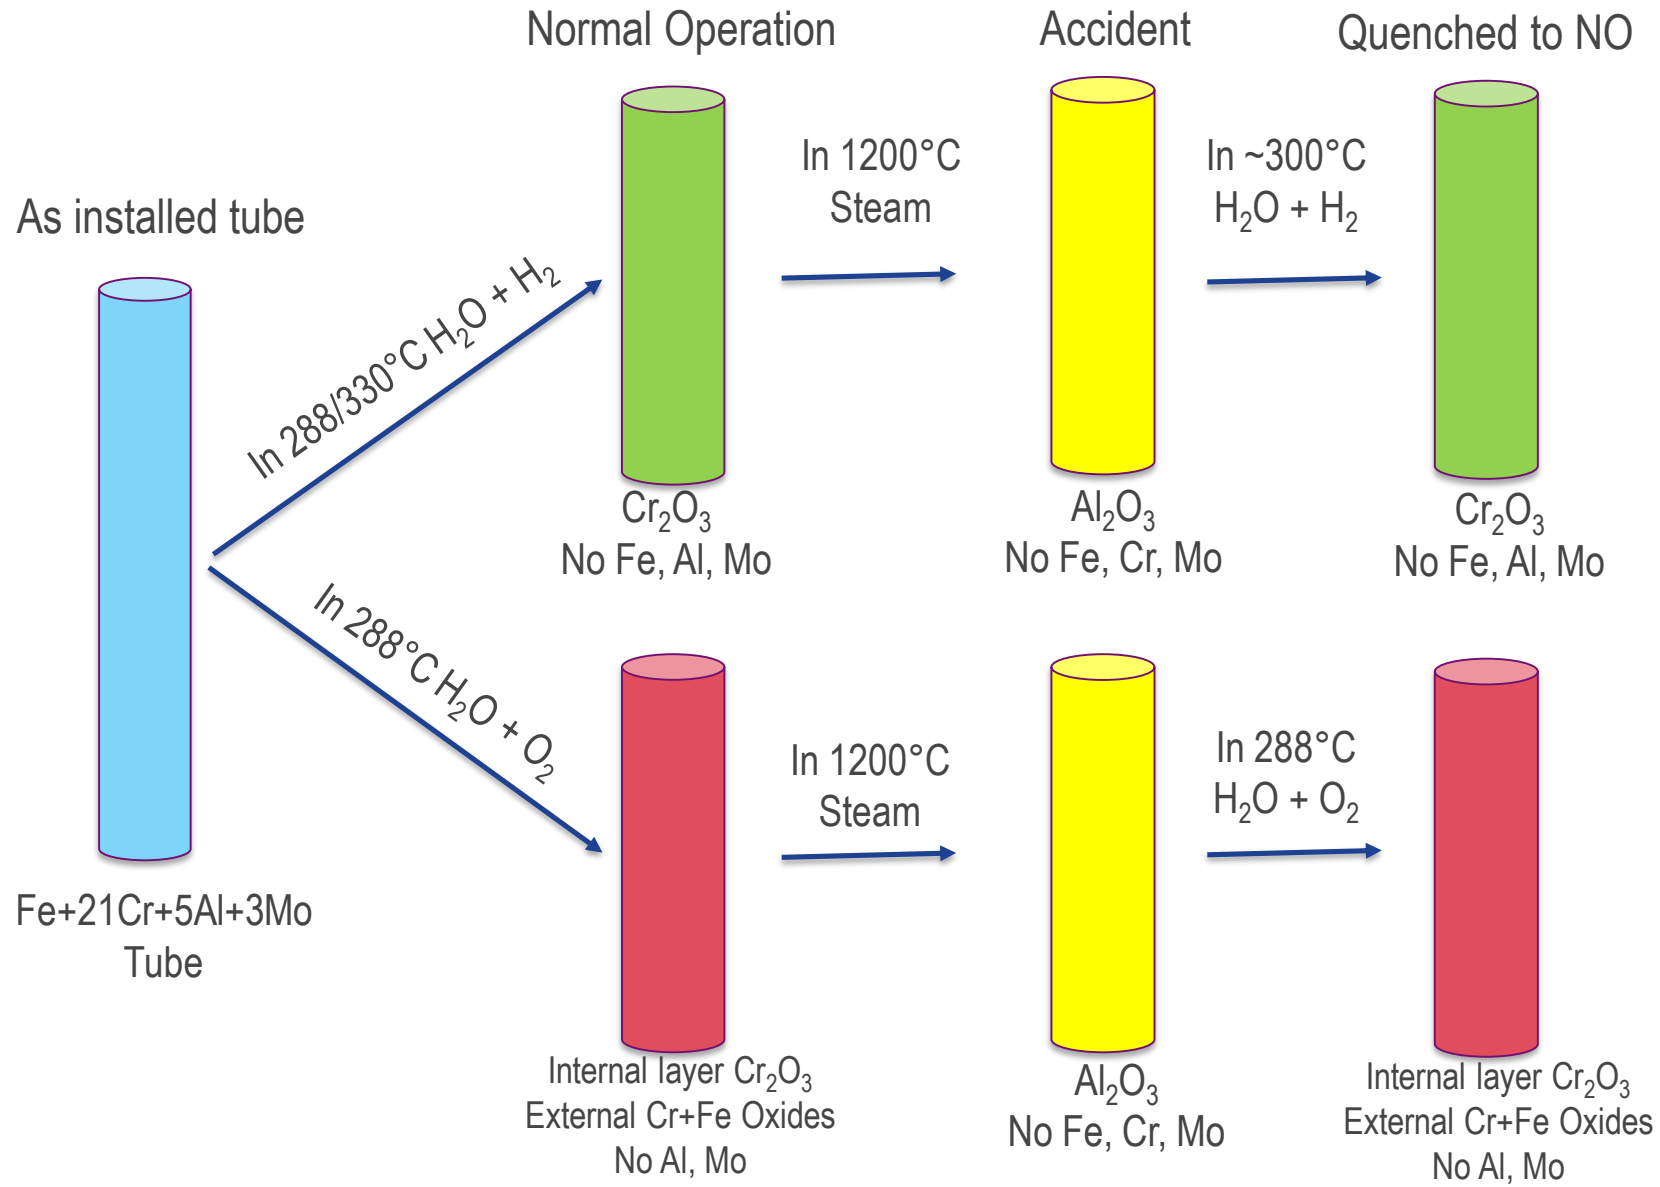 Normal Operation
Accident
Quenched to NO
As installed tube
In 288/330°C H₂O + H₂
In 1200°C
Steam
In ~300°C
H₂O + H₂
Cr₂O₃
No Fe, Al, Mo
Al₂O₃
No Fe, Cr, Mo
Cr₂O₃
No Fe, Al, Mo
In 288°C H₂O + O₂
In 1200°C
Steam
In 288°C
H₂O + O₂
Fe+21Cr+5Al+3Mo
Tube
Internal layer Cr₂O₃
External Cr+Fe Oxides
No Al, Mo
Al₂O₃
No Fe, Cr, Mo
Internal layer Cr₂O₃
External Cr+Fe Oxides
No Al, Mo